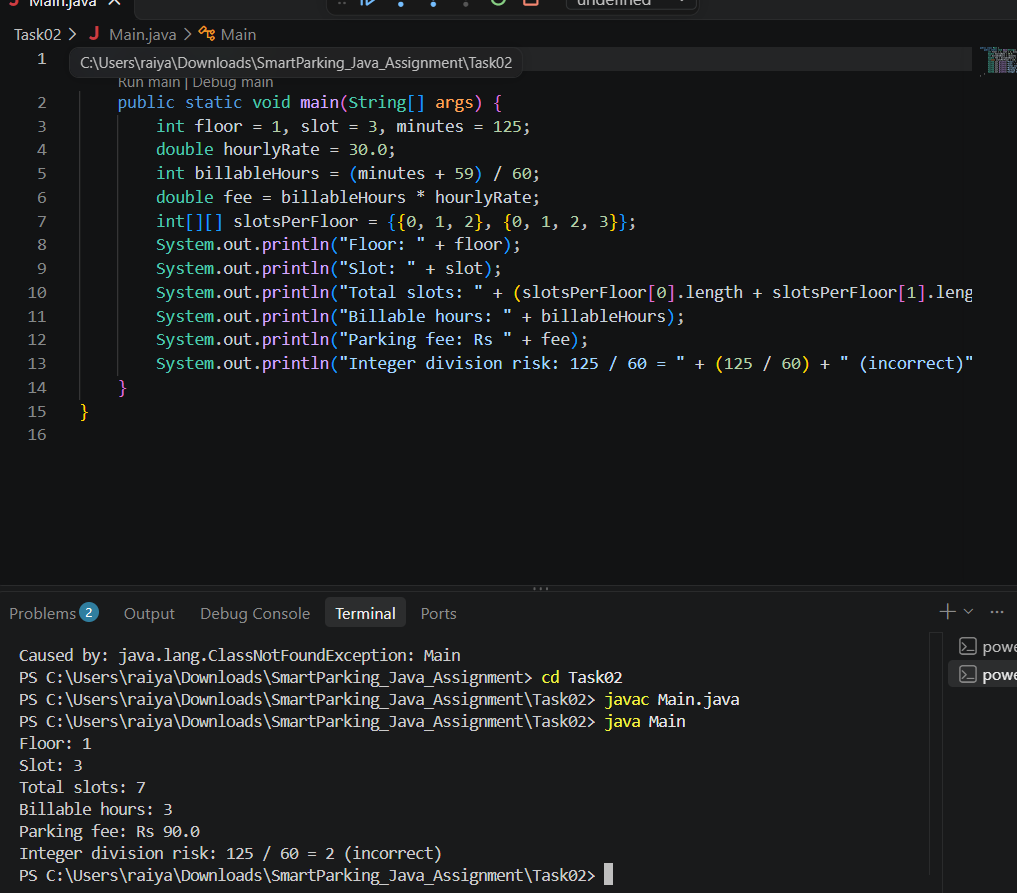 Main.java
undefined
Task02 > J Main.java > Main
C:\Users\raiya\Downloads\SmartParking_Java_Assignment\Task02
1
Run main | Debug main
2 public static void main(String[] args) {
3 int floor = 1, slot = 3, minutes = 125;
4 double hourlyRate = 30.0;
5 int billableHours = (minutes + 59) / 60;
6 double fee = billableHours * hourlyRate;
7 int[][] slotsPerFloor = {{0, 1, 2}, {0, 1, 2, 3}};
8 System.out.println("Floor: " + floor);
9 System.out.println("Slot: " + slot);
10 System.out.println("Total slots: " + (slotsPerFloor[0].length + slotsPerFloor[1].leng
11 System.out.println("Billable hours: " + billableHours);
12 System.out.println("Parking fee: Rs " + fee);
13 System.out.println("Integer division risk: 125 / 60 = " + (125 / 60) + " (incorrect)"
14 }
15 }
16
Problems 2 Output Debug Console Terminal Ports
Caused by: java.lang.ClassNotFoundException: Main
PS C:\Users\raiya\Downloads\SmartParking_Java_Assignment> cd Task02
PS C:\Users\raiya\Downloads\SmartParking_Java_Assignment\Task02> javac Main.java
PS C:\Users\raiya\Downloads\SmartParking_Java_Assignment\Task02> java Main
Floor: 1
Slot: 3
Total slots: 7
Billable hours: 3
Parking fee: Rs 90.0
Integer division risk: 125 / 60 = 2 (incorrect)
PS C:\Users\raiya\Downloads\SmartParking_Java_Assignment\Task02>
powe
powe